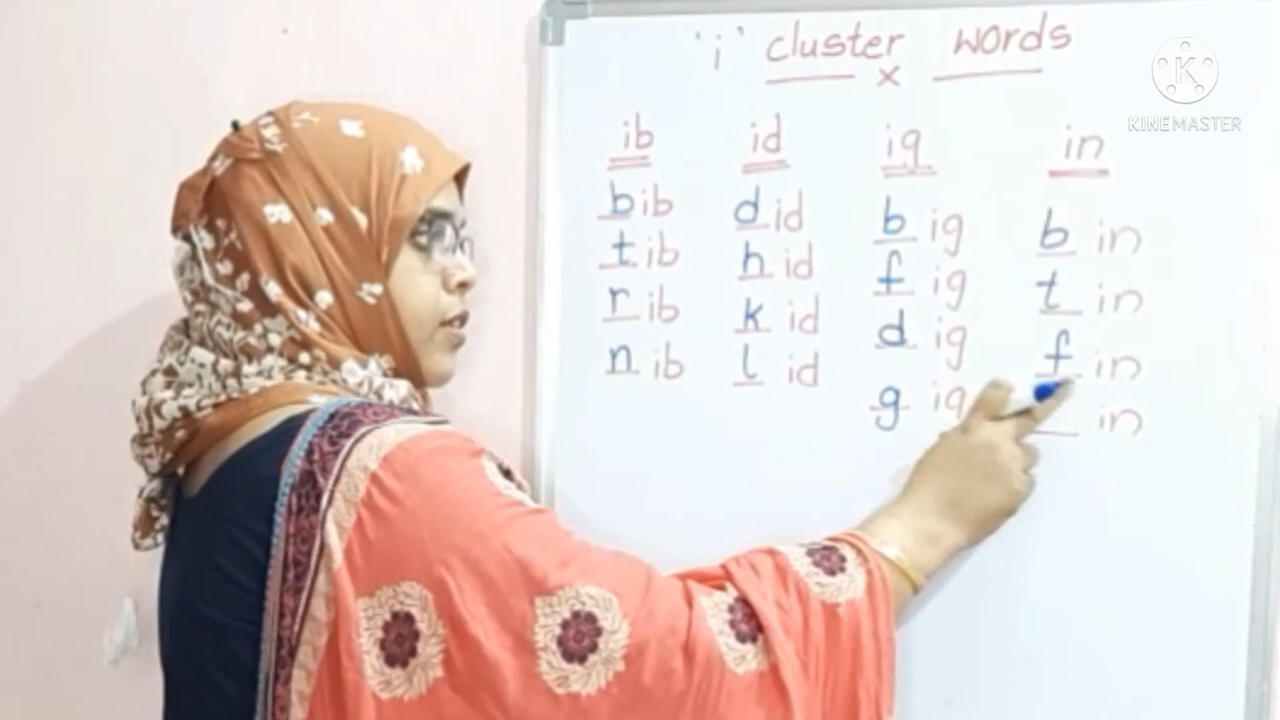 'i' cluster words
x
ib id ig in
bib did big bin
tib hid fig tin
rib kid dig fin
nib lid gig _in
K
KINEMASTER